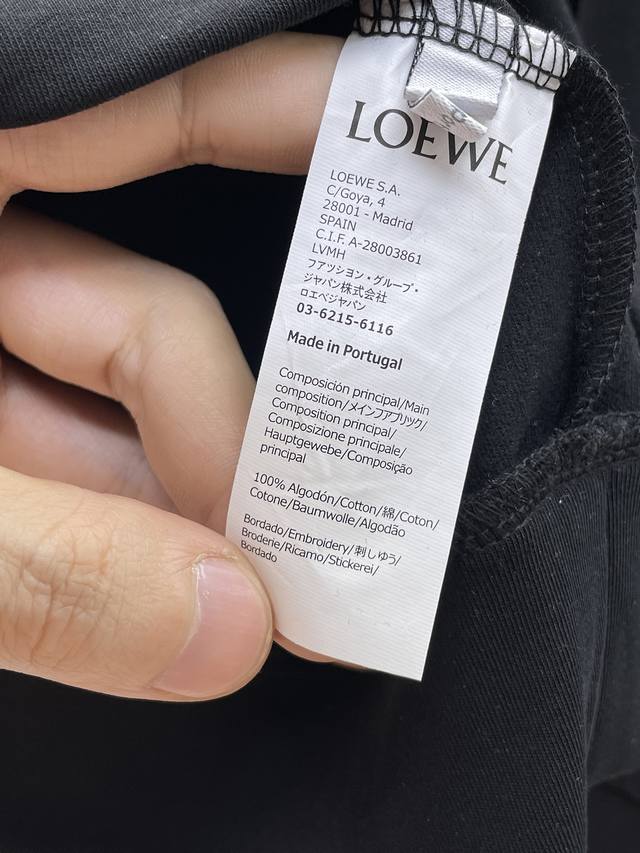 LOEWE
LOEWE S.A.
C/Goya, 4
28001 - Madrid
SPAIN
C.I.F. A-28003861
LVMH
ファッション・グループ・
ジャパン株式会社
ロエベジャパン
03-6215-6116
Made in Portugal
Composición principal/Main
composition/メインファブリック/
Composition principal/
Composizione principale/
Hauptgewebe/Composição
principal
100% Algodón/Cotton/綿/Coton/
Cotone/Baumwolle/Algodão
Bordado/Embroidery/刺しゆう/
Broderie/Ricamo/Stickerei/
Bordado